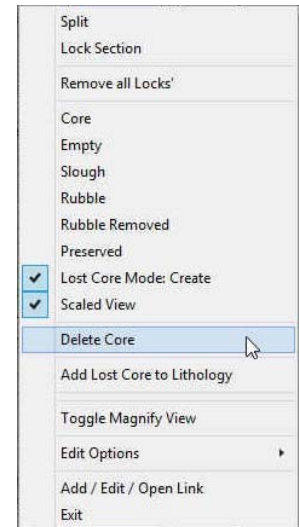 Split
Lock Section
Remove all Locks'
Core
Empty
Slough
Rubble
Rubble Removed
Preserved
Lost Core Mode: Create
Scaled View
Delete Core
Add Lost Core to Lithology
Toggle Magnify View
Edit Options
Add / Edit / Open Link
Exit